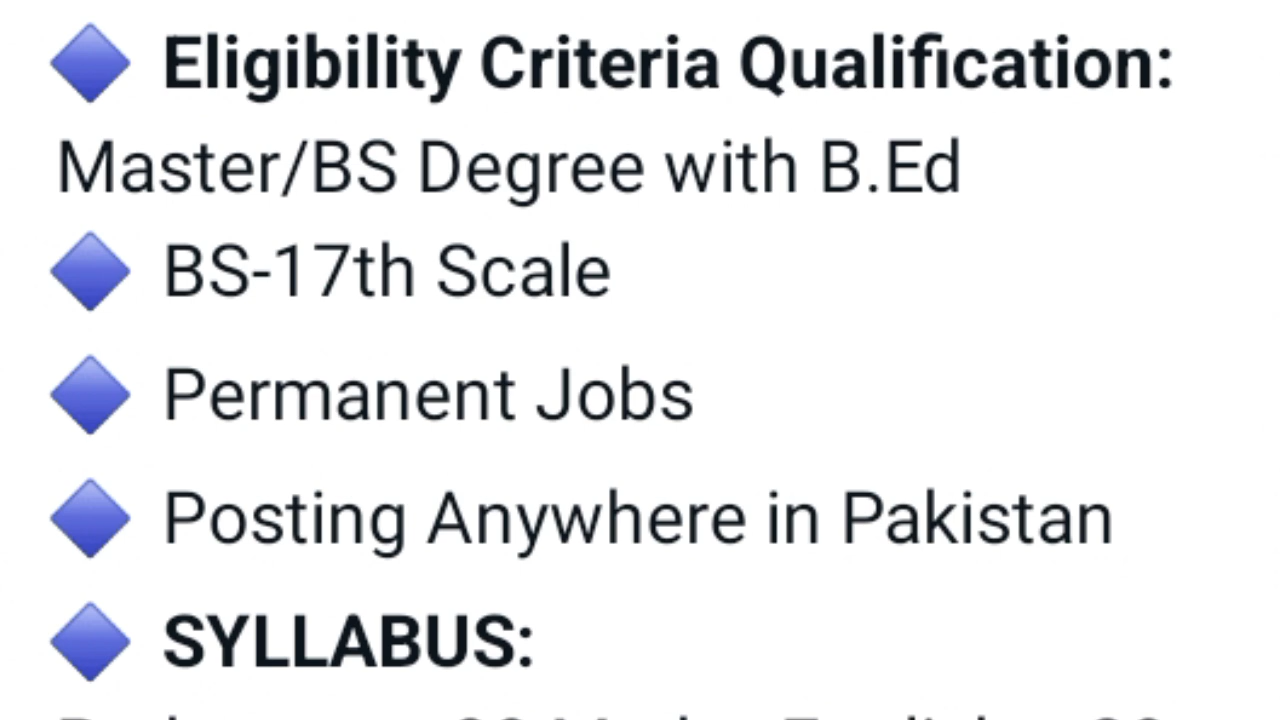 🔷 Eligibility Criteria Qualification:
Master/BS Degree with B.Ed
🔷 BS-17th Scale
🔷 Permanent Jobs
🔷 Posting Anywhere in Pakistan
🔷 SYLLABUS: